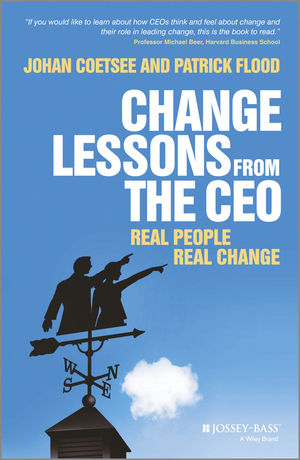 "If you would like to learn about how CEOs think and feel about change and
their role in leading change, this is the book to read."
Professor Michael Beer, Harvard Business School
JOHAN COETSEE AND PATRICK FLOOD
CHANGE
LESSONS FROM
THE CEO
REAL PEOPLE
REAL CHANGE
W N
S E
JOSSEY-BASS™
A Wiley Brand